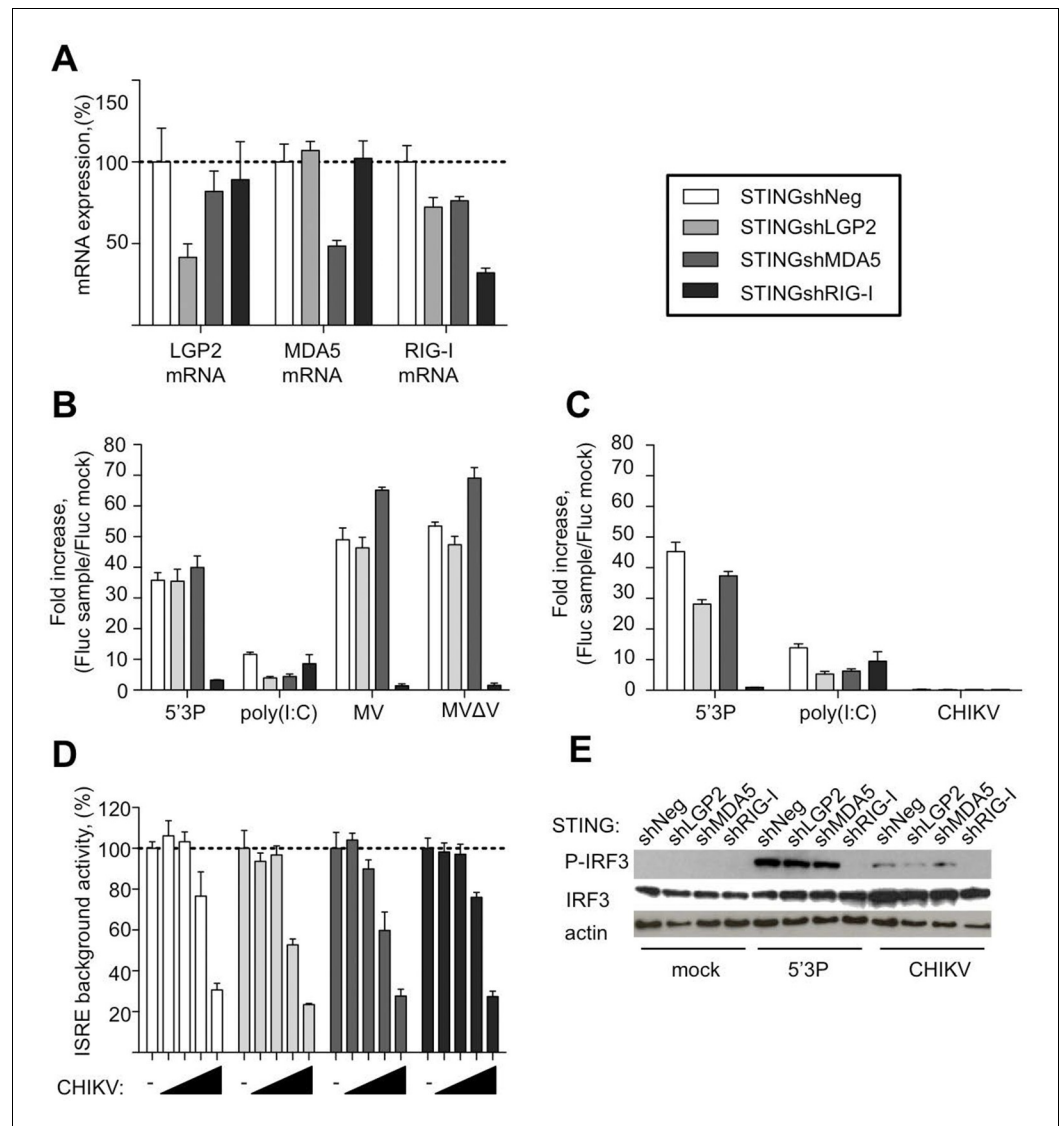 A
mRNA expression,(%)
150
100
50
LGP2 mRNA
MDA5 mRNA
RIG-I mRNA
STINGshNeg
STINGshLGP2
STINGshMDA5
STINGshRIG-I
B
Fold increase,
(Fluc sample/Fluc mock)
80
70
60
50
40
30
20
10
0
5'3P
poly(I:C)
MV
MVΔV
C
Fold increase,
(Fluc sample/Fluc mock)
80
70
60
50
40
30
20
10
0
5'3P
poly(I:C)
CHIKV
D
ISRE background activity, (%)
120
100
80
60
40
20
CHIKV: - - - -
E
STING: shNeg shLGP2 shMDA5 shRIG-I shNeg shLGP2 shMDA5 shRIG-I shNeg shLGP2 shMDA5 shRIG-I
P-IRF3
IRF3
actin
mock 5'3P CHIKV